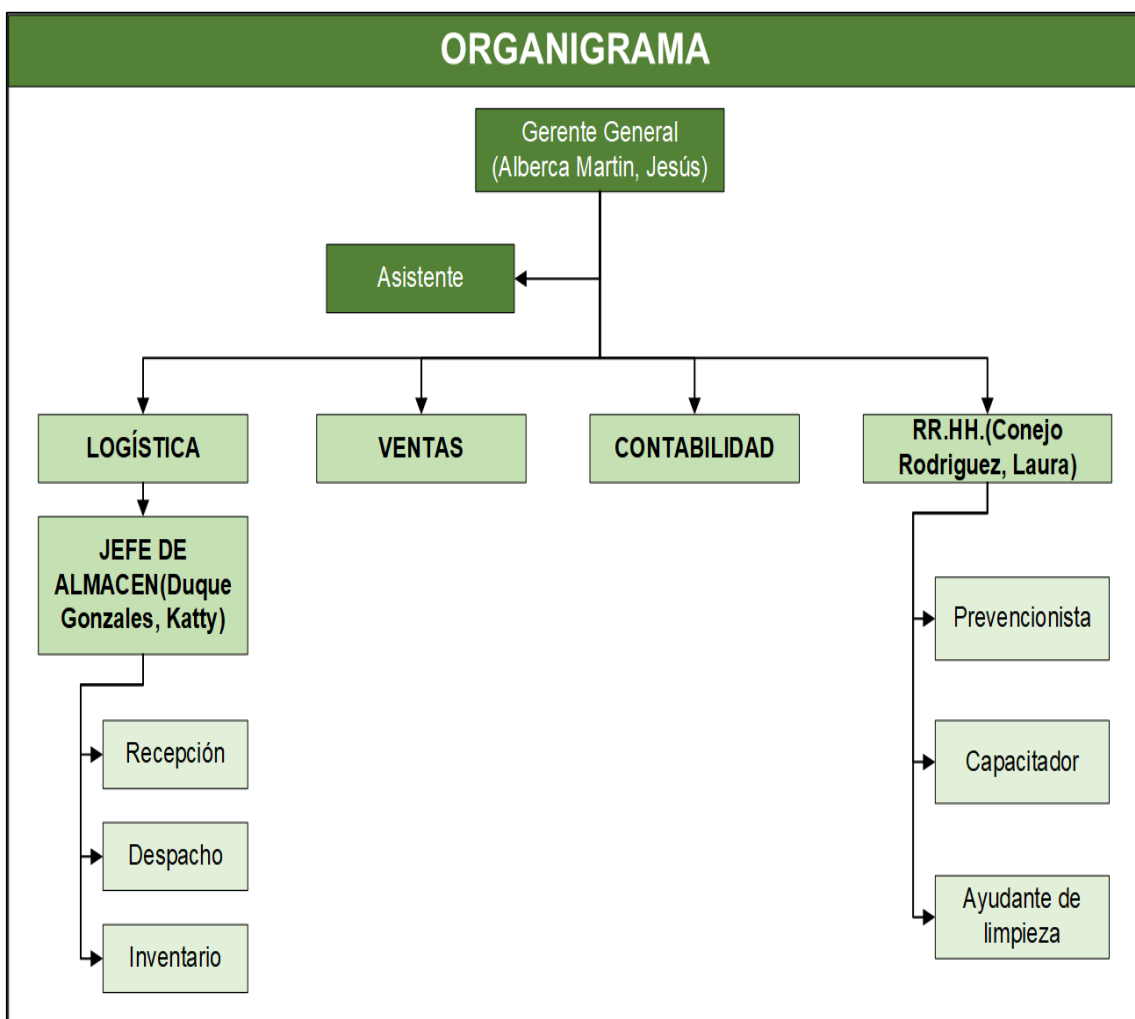 ORGANIGRAMA
Gerente General
(Alberca Martin, Jesús)
Asistente
LOGÍSTICA
VENTAS
CONTABILIDAD
RR.HH.(Conejo
Rodriguez, Laura)
JEFE DE
ALMACEN(Duque
Gonzales, Katty)
Recepción
Despacho
Inventario
Prevencionista
Capacitador
Ayudante de
limpieza